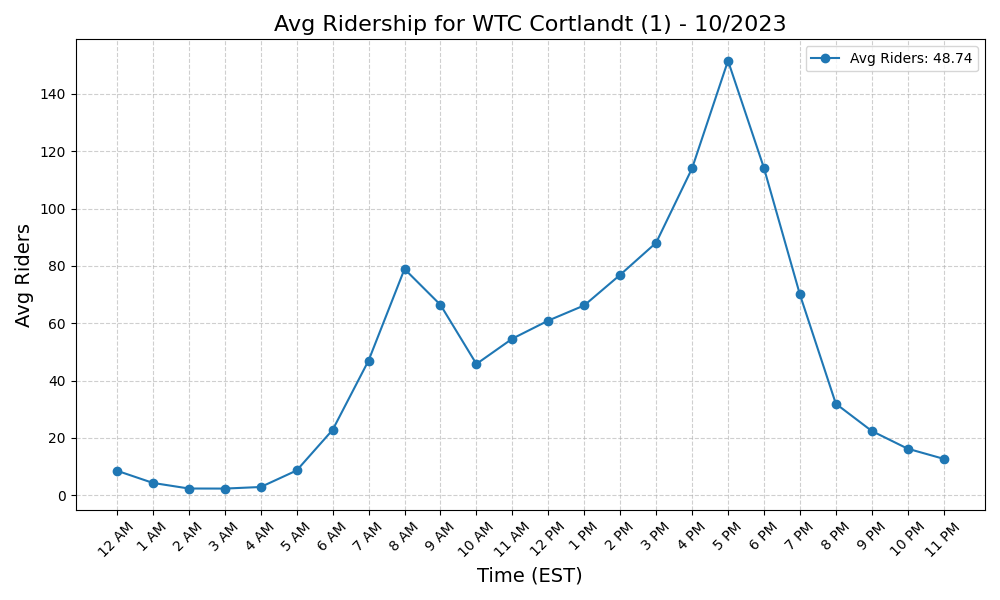 Avg Ridership for WTC Cortlandt (1) - 10/2023
Avg Riders: 48.74
Avg Riders
140
120
100
80
60
40
20
0
12 AM
1 AM
2 AM
3 AM
4 AM
5 AM
6 AM
7 AM
8 AM
9 AM
10 AM
11 AM
12 PM
1 PM
2 PM
3 PM
4 PM
5 PM
6 PM
7 PM
8 PM
9 PM
10 PM
11 PM
Time (EST)